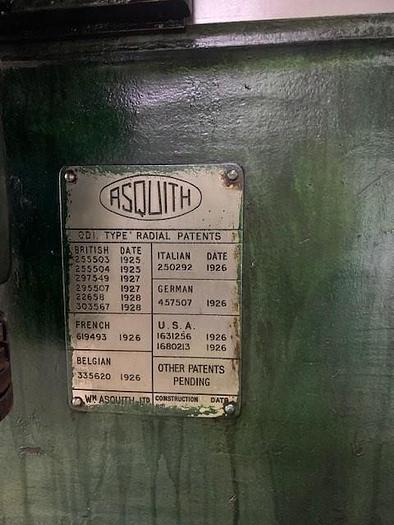 ASQUITH
OD1. TYPE RADIAL PATENTS
BRITISH DATE
255503 1925
255504 1925
297549 1927
295507 1927
22658 1928
303567 1928
ITALIAN DATE
250292 1926
GERMAN
457507 1926
FRENCH
619493 1926
U.S.A.
1631256 1926
1680213 1926
BELGIAN
335620 1926
OTHER PATENTS
PENDING
WM ASQUITH LTD CONSTRUCTION DATE